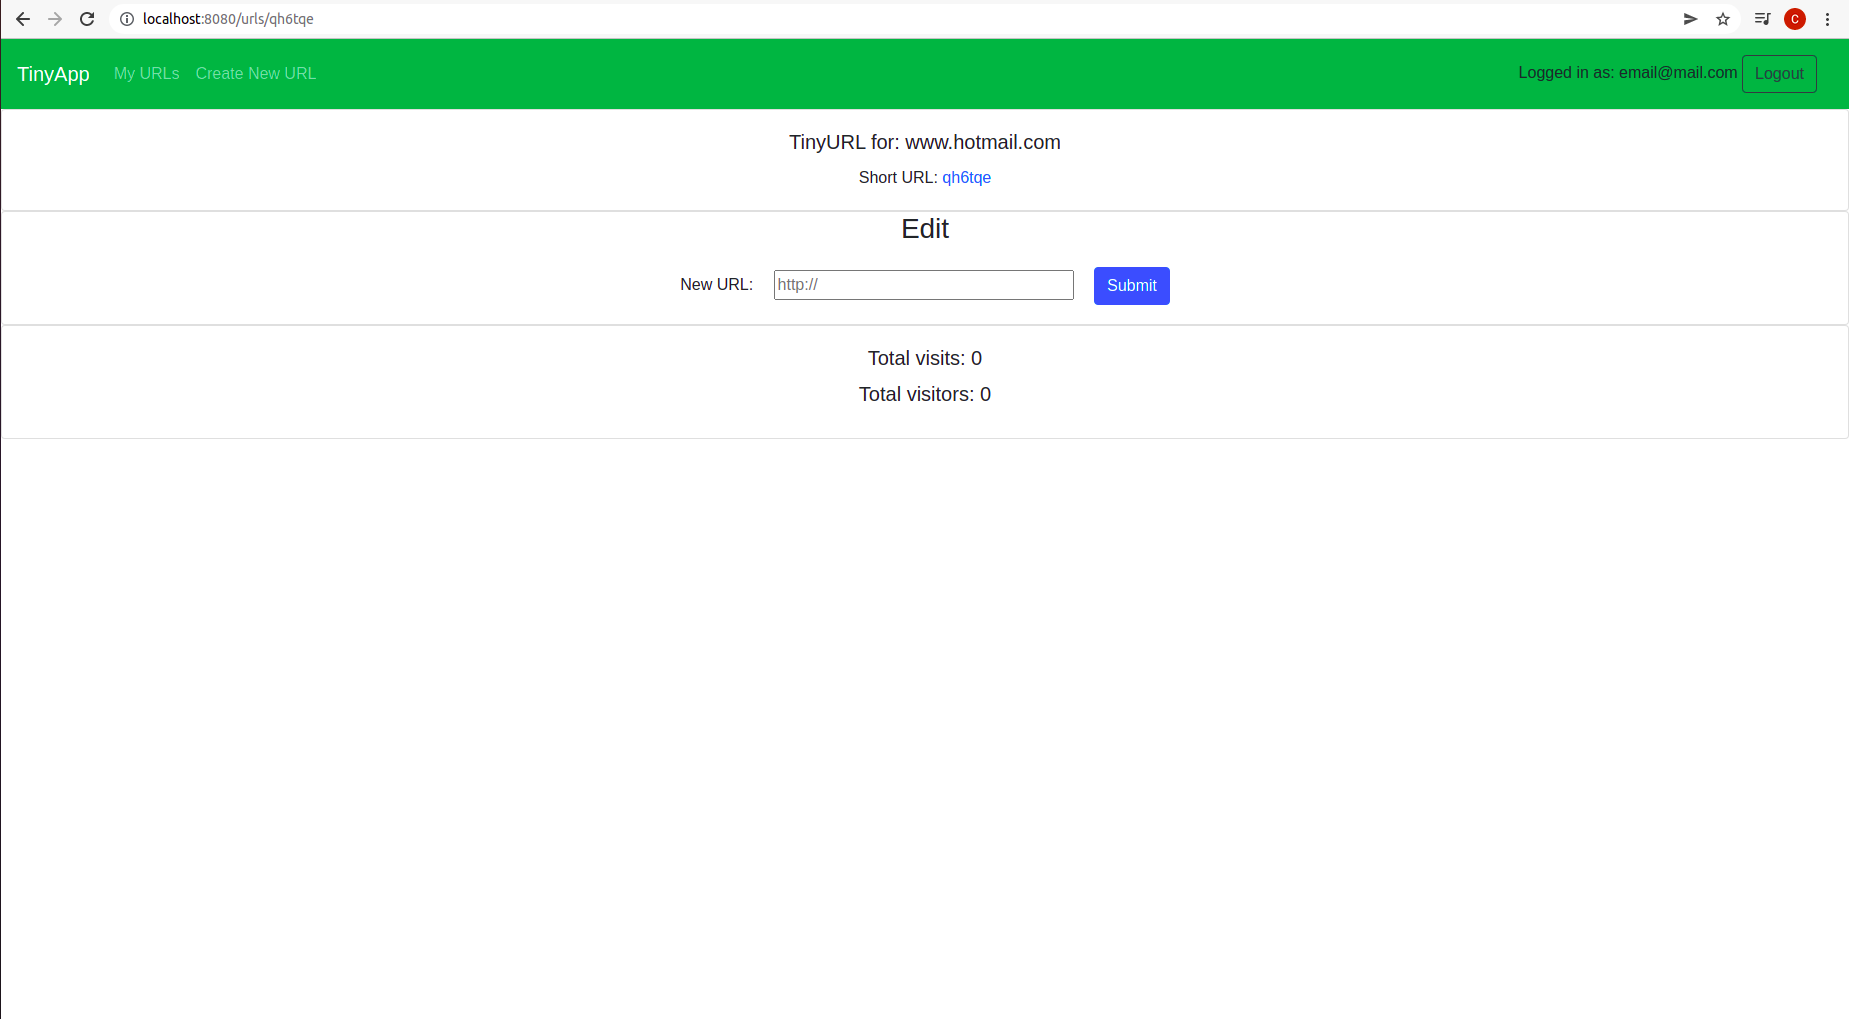 localhost:8080/urls/qh6tqe
C
TinyApp My URLs Create New URL Logged in as: email@mail.com Logout
TinyURL for: www.hotmail.com
Short URL: qh6tqe
Edit
New URL: http:// Submit
Total visits: 0
Total visitors: 0